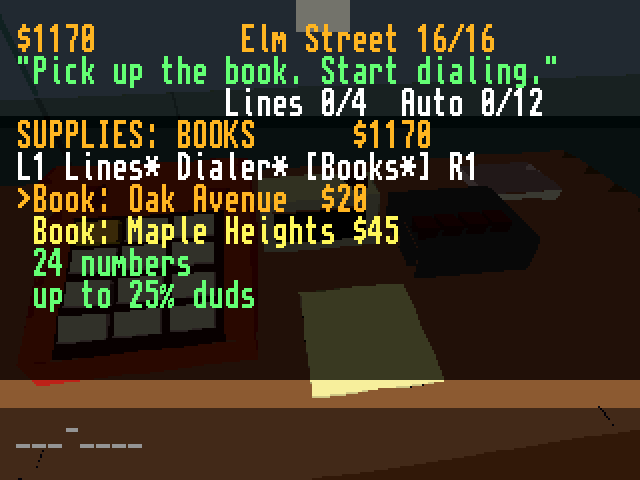 $1170 Elm Street 16/16
"Pick up the book. Start dialing."
Lines 0/4 Auto 0/12
SUPPLIES: BOOKS $1170
L1 Lines* Dialer* [Books*] R1
>Book: Oak Avenue $20
Book: Maple Heights $45
24 numbers
up to 25% duds
___-____